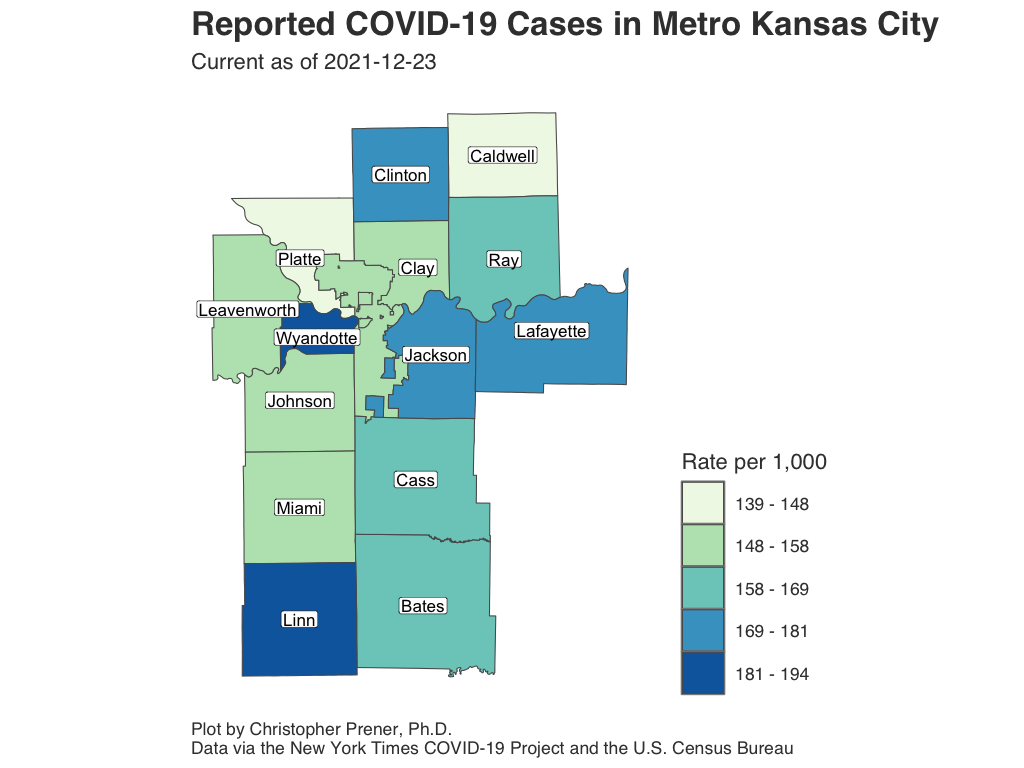 Reported COVID-19 Cases in Metro Kansas City
Current as of 2021-12-23
Caldwell
Clinton
Platte
Clay
Ray
Leavenworth
Wyandotte
Lafayette
Jackson
Johnson
Cass
Miami
Bates
Linn
Rate per 1,000
139 - 148
148 - 158
158 - 169
169 - 181
181 - 194
Plot by Christopher Prener, Ph.D.
Data via the New York Times COVID-19 Project and the U.S. Census Bureau